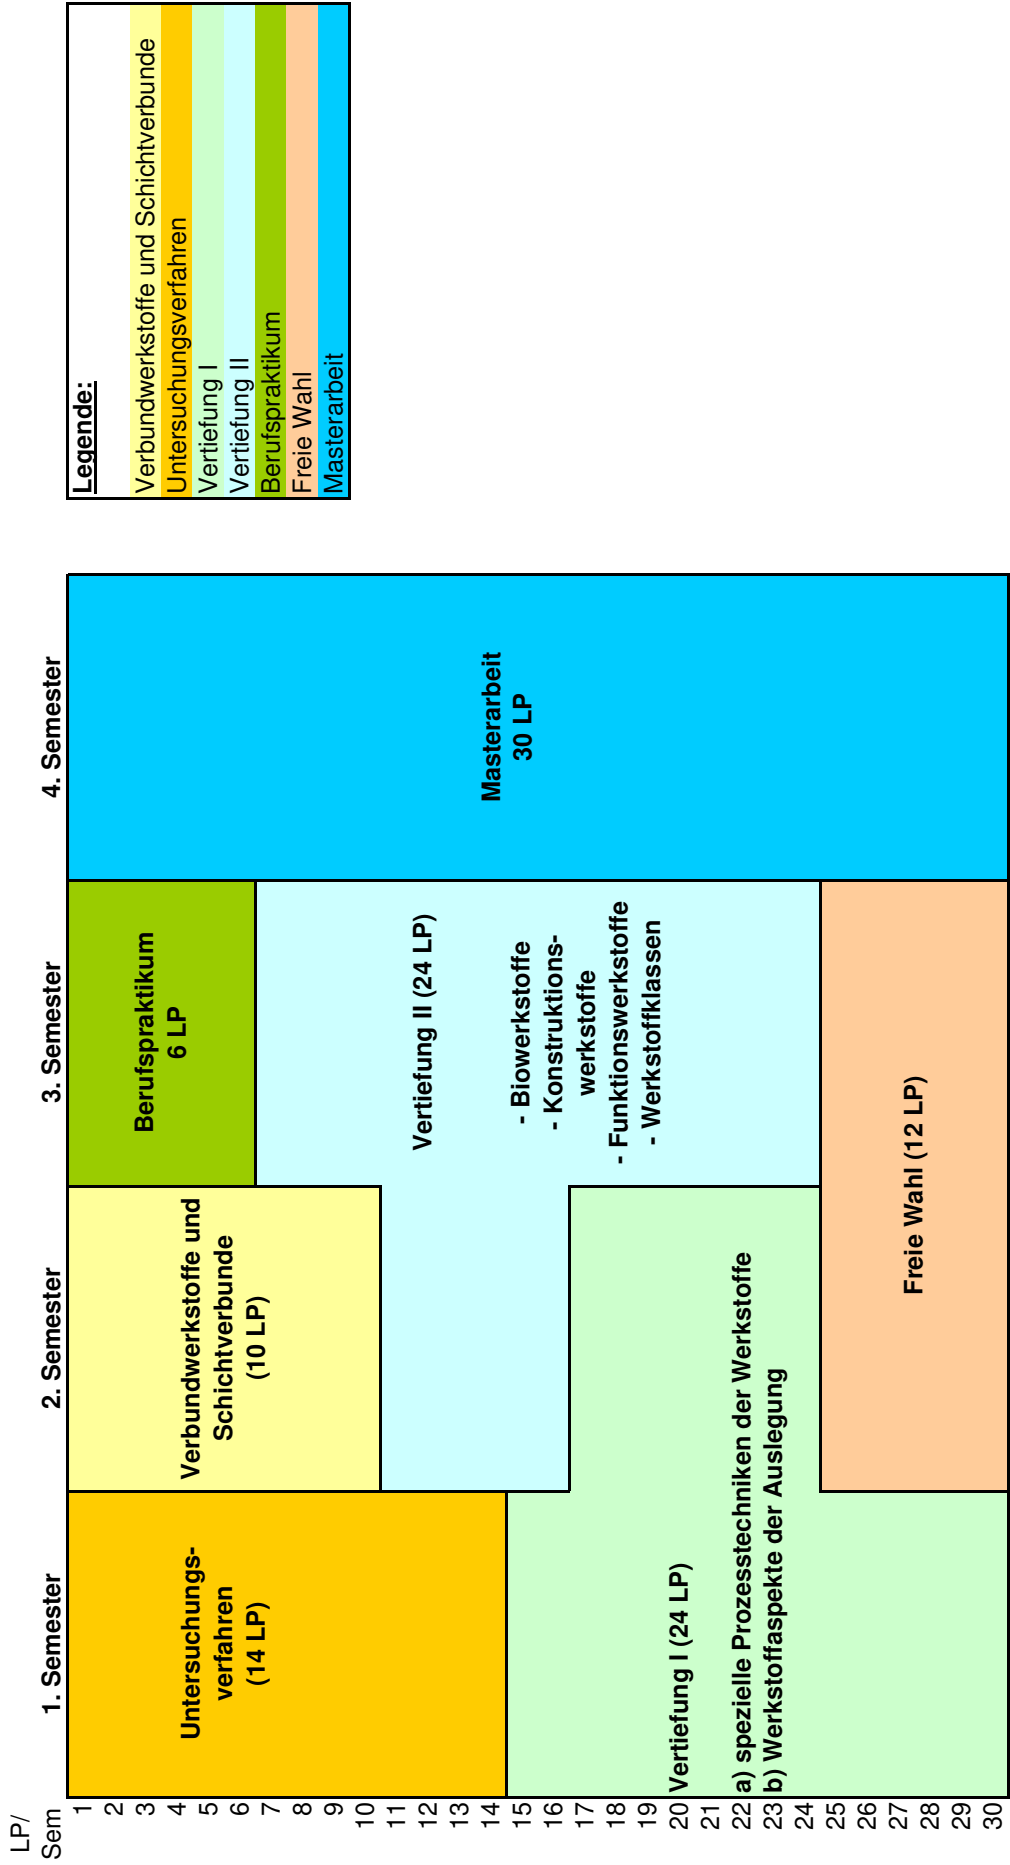 LP/
Sem
1. Semester
2. Semester
3. Semester
4. Semester
1
2
3
4
5
6
7
8
9
10
11
12
13
14
15
16
17
18
19
20
21
22
23
24
25
26
27
28
29
30
Untersuchungs-
verfahren
(14 LP)
Verbundwerkstoffe und
Schichtverbunde
(10 LP)
Berufspraktikum
6 LP
Vertiefung II (24 LP)
- Biowerkstoffe
- Konstruktions-
werkstoffe
- Funktionswerkstoffe
- Werkstoffklassen
Masterarbeit
30 LP
Vertiefung I (24 LP)
a) spezielle Prozesstechniken der Werkstoffe
b) Werkstoffaspekte der Auslegung
Freie Wahl (12 LP)
Legende:
Verbundwerkstoffe und Schichtverbunde
Untersuchungsverfahren
Vertiefung I
Vertiefung II
Berufspraktikum
Freie Wahl
Masterarbeit